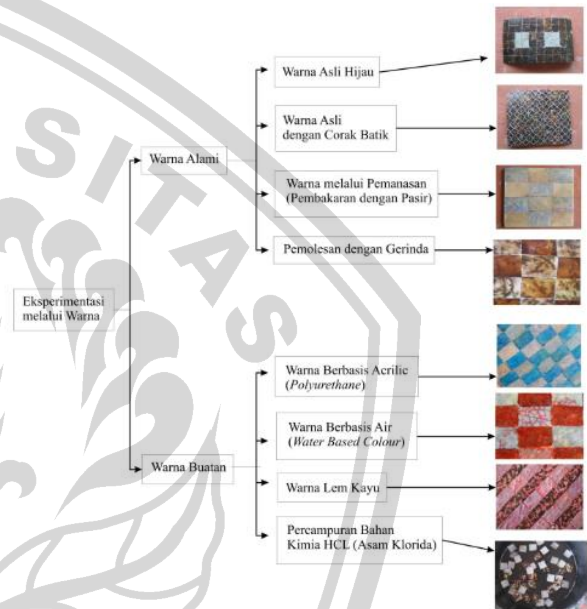 Eksperimentasi
melalui Warna
Warna Alami
Warna Asli Hijau
Warna Asli
dengan Corak Batik
Warna melalui Pemanasan
(Pembakaran dengan Pasir)
Pemolesan dengan Gerinda
Warna Buatan
Warna Berbasis Acrilic
(Polyurethane)
Warna Berbasis Air
(Water Based Colour)
Warna Lem Kayu
Percampuran Bahan
Kimia HCL (Asam Klorida)
SITAS